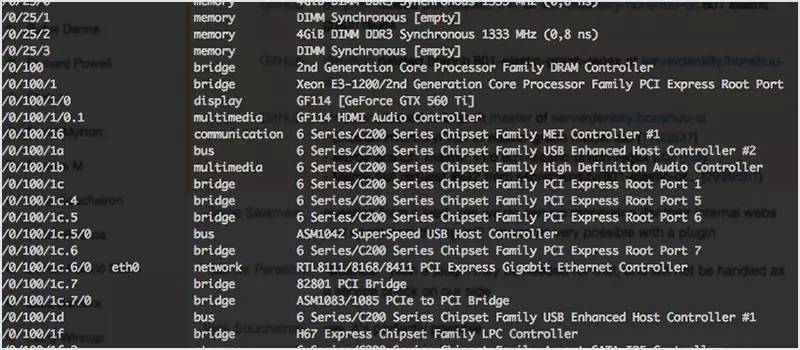 /0/25/0 memory 4GiB DIMM DDR3 Synchronous 1333 MHz (0,8 ns)
/0/25/1 memory DIMM Synchronous [empty]
/0/25/2 memory 4GiB DIMM DDR3 Synchronous 1333 MHz (0,8 ns)
/0/25/3 memory DIMM Synchronous [empty]
/0/100 bridge 2nd Generation Core Processor Family DRAM Controller
/0/100/1 bridge Xeon E3-1200/2nd Generation Core Processor Family PCI Express Root Port
/0/100/1/0 display GF114 [GeForce GTX 560 Ti]
/0/100/1/0.1 multimedia GF114 HDMI Audio Controller
/0/100/16 communication 6 Series/C200 Series Chipset Family MEI Controller #1
/0/100/1a bus 6 Series/C200 Series Chipset Family USB Enhanced Host Controller #2
/0/100/1b multimedia 6 Series/C200 Series Chipset Family High Definition Audio Controller
/0/100/1c bridge 6 Series/C200 Series Chipset Family PCI Express Root Port 1
/0/100/1c.4 bridge 6 Series/C200 Series Chipset Family PCI Express Root Port 5
/0/100/1c.5 bridge 6 Series/C200 Series Chipset Family PCI Express Root Port 6
/0/100/1c.5/0 bus ASM1042 SuperSpeed USB Host Controller
/0/100/1c.6 bridge 6 Series/C200 Series Chipset Family PCI Express Root Port 7
/0/100/1c.6/0 eth0 network RTL8111/8168/8411 PCI Express Gigabit Ethernet Controller
/0/100/1c.7 bridge 82801 PCI Bridge
/0/100/1c.7/0 bridge ASM1083/1085 PCIe to PCI Bridge
/0/100/1d bus 6 Series/C200 Series Chipset Family USB Enhanced Host Controller #1
/0/100/1f bridge H67 Express Chipset Family LPC Controller